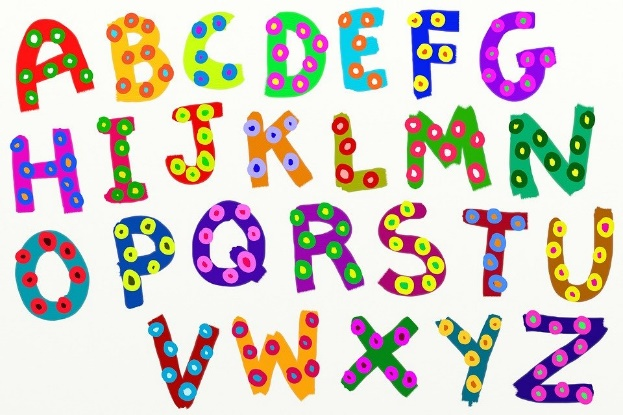 ABCDEFG
HIJKLMN
OPQRSTU
VWXYZ